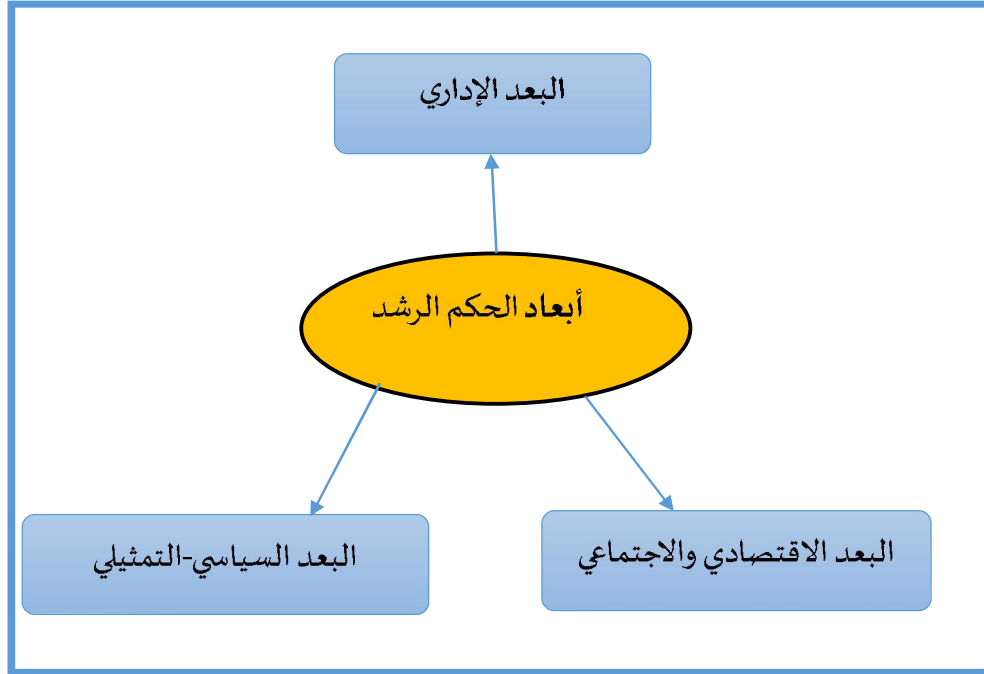 البعد الإداري
أبعاد الحكم الرشد
البعد الاقتصادي والاجتماعي
البعد السياسي-التمثيلي